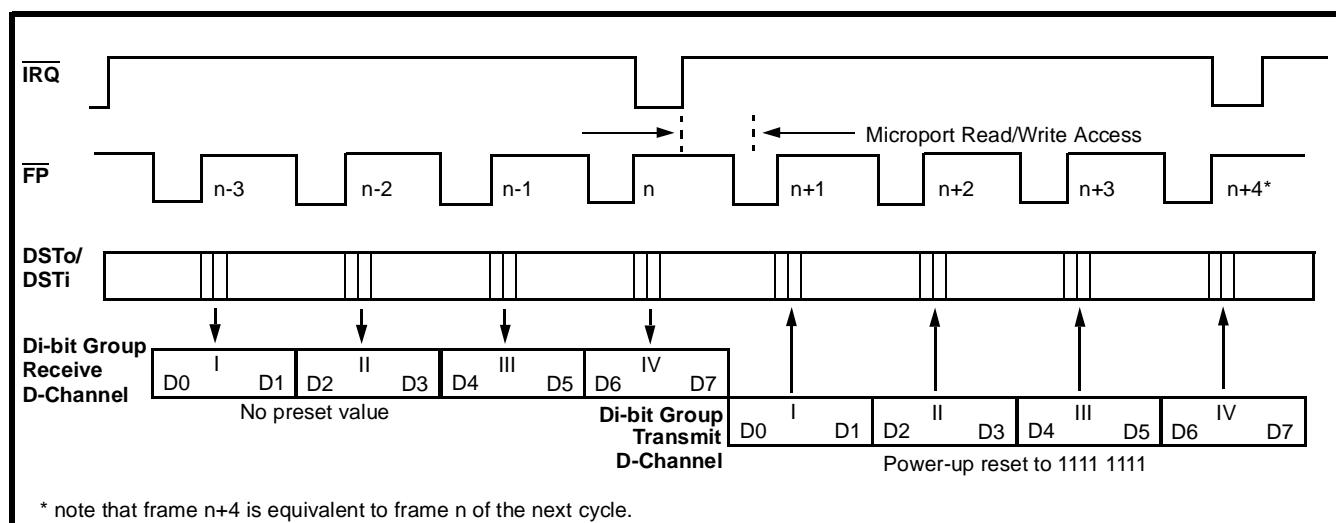 IRQ
Microport Read/Write Access
FP
n-3 n-2 n-1 n n+1 n+2 n+3 n+4*
DSTo/
DSTi
Di-bit Group
Receive
D-Channel
I II III IV
D0 D1 D2 D3 D4 D5 D6 D7
No preset value
Di-bit Group
Transmit
D-Channel
I II III IV
D0 D1 D2 D3 D4 D5 D6 D7
Power-up reset to 1111 1111
* note that frame n+4 is equivalent to frame n of the next cycle.